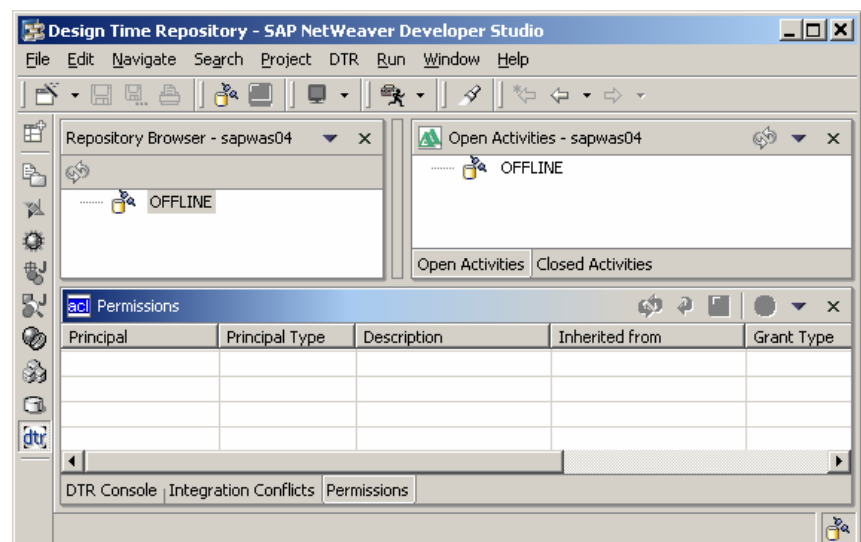 Design Time Repository - SAP NetWeaver Developer Studio
File Edit Navigate Search Project DTR Run Window Help
Repository Browser - sapwas04
OFFLINE
Open Activities - sapwas04
OFFLINE
Open Activities Closed Activities
acl Permissions
Principal Principal Type Description Inherited from Grant Type
DTR Console Integration Conflicts Permissions
dtr